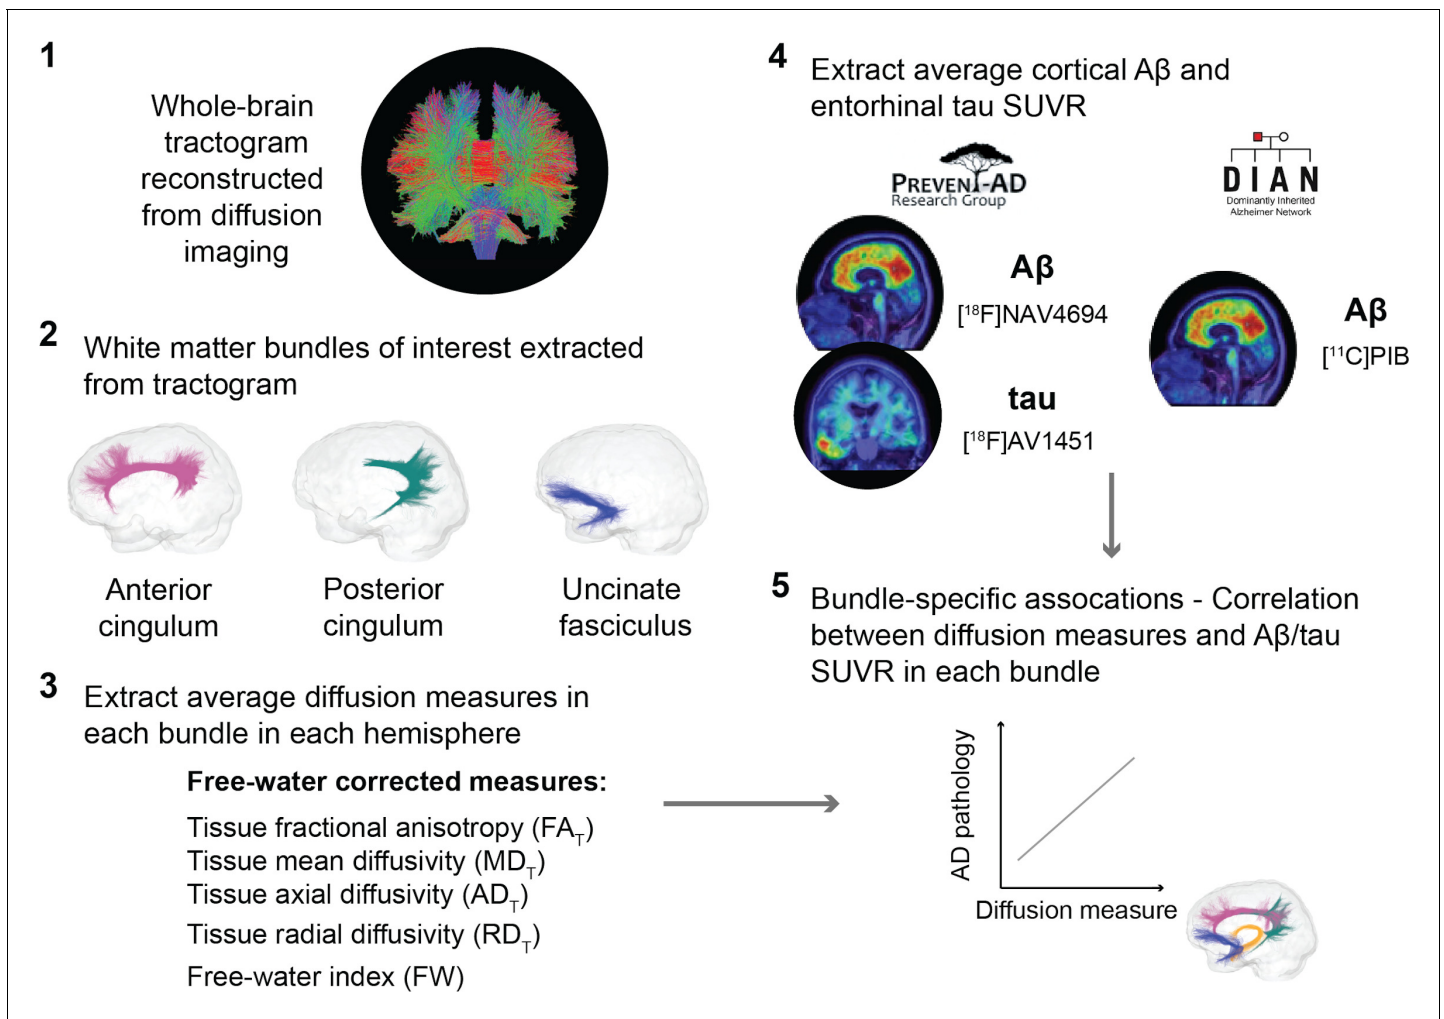 1
Whole-brain
tractogram
reconstructed
from diffusion
imaging
2
White matter bundles of interest extracted
from tractogram
Anterior
cingulum
Posterior
cingulum
Uncinate
fasciculus
3
Extract average diffusion measures in
each bundle in each hemisphere
Free-water corrected measures:
Tissue fractional anisotropy (FA_T)
Tissue mean diffusivity (MD_T)
Tissue axial diffusivity (AD_T)
Tissue radial diffusivity (RD_T)
Free-water index (FW)
4
Extract average cortical Aβ and
entorhinal tau SUVR
PREVENT-AD
Research Group
DIAN
Dominantly Inherited
Alzheimer Network
Aβ
[¹⁸F]NAV4694
tau
[¹⁸F]AV1451
Aβ
[¹¹C]PIB
5
Bundle-specific assocations - Correlation
between diffusion measures and Aβ/tau
SUVR in each bundle
AD pathology
Diffusion measure